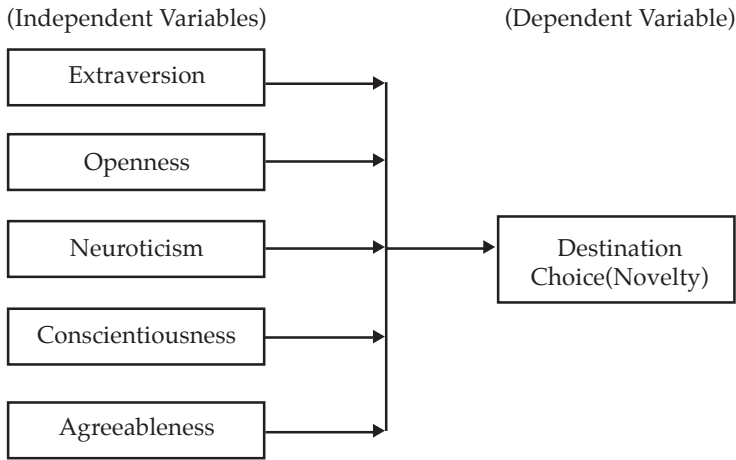 (Independent Variables)
(Dependent Variable)
Extraversion
Openness
Neuroticism
Conscientiousness
Agreeableness
Destination
Choice(Novelty)